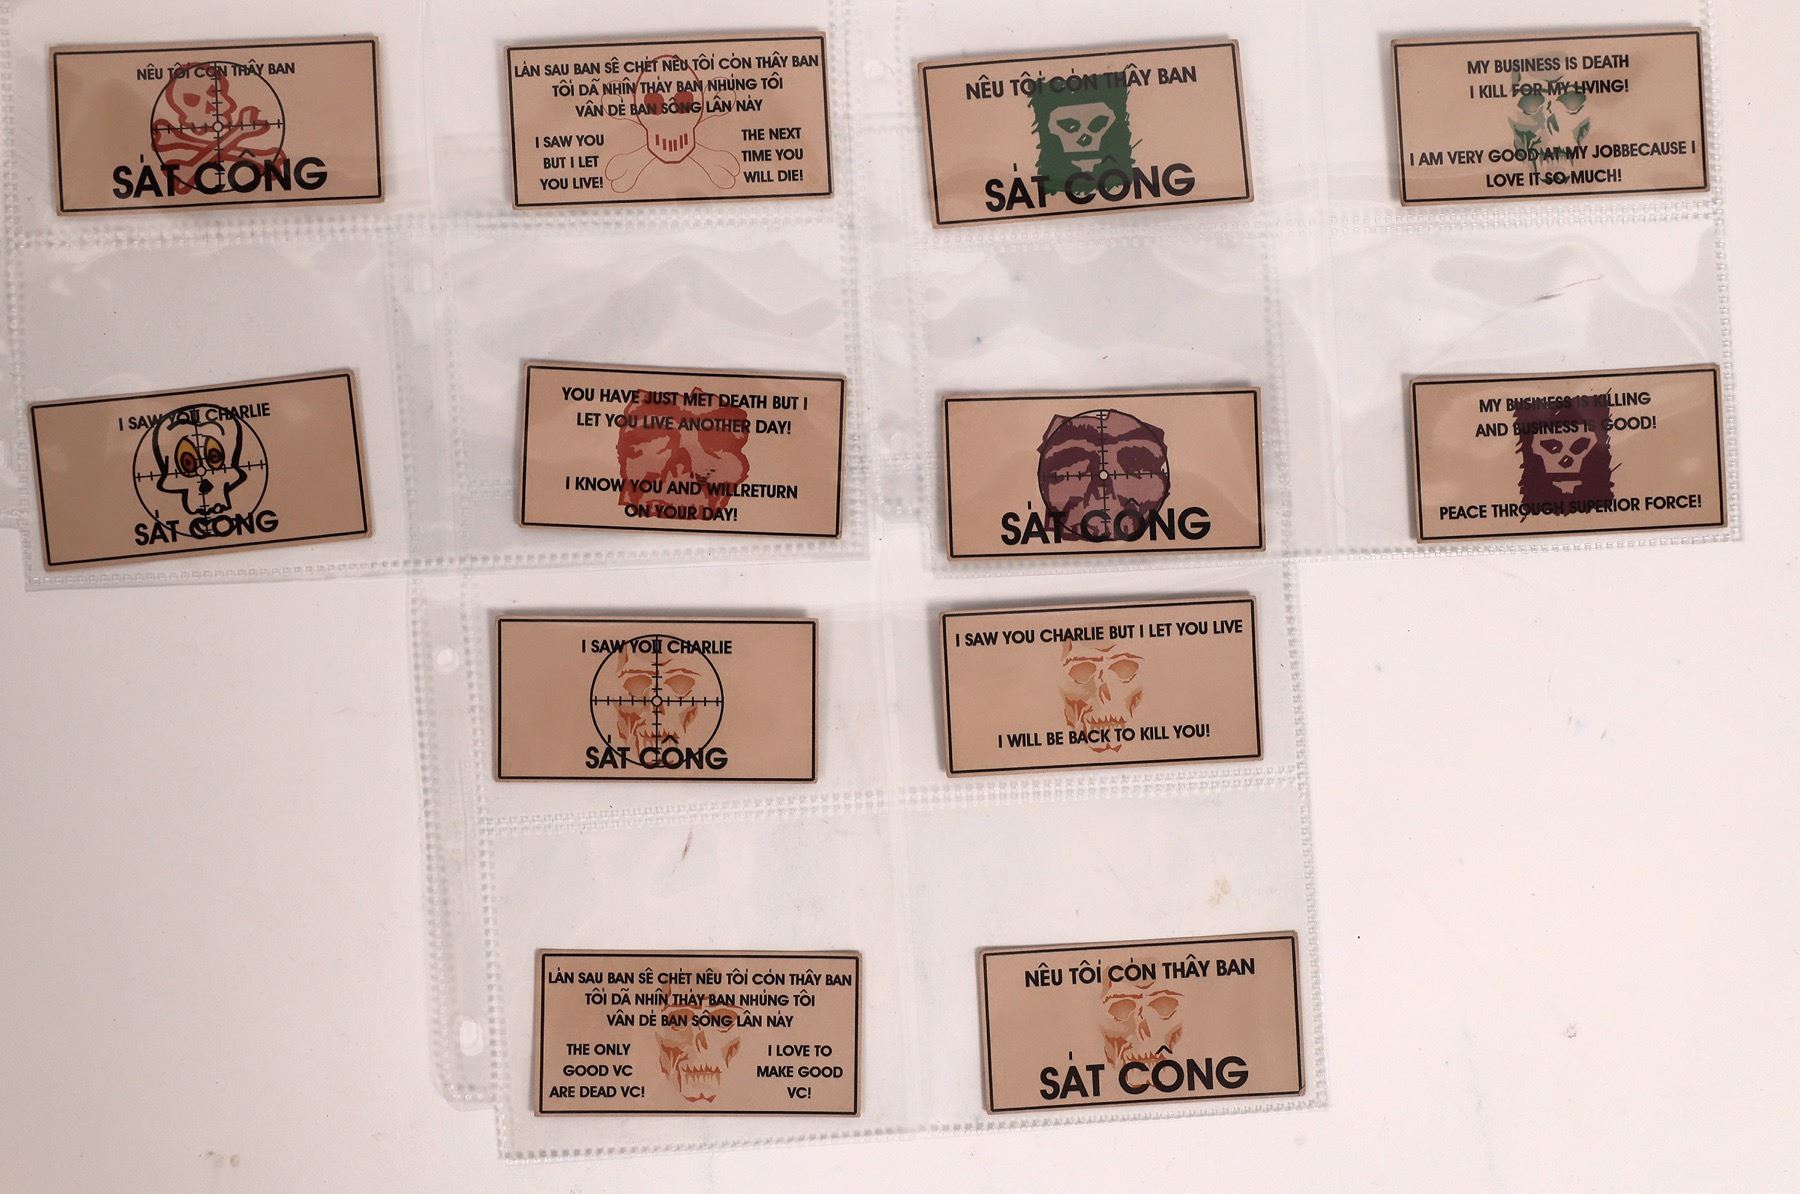 NÊU TÔI CÒN THÂY BAN
SÁT CÔNG
LÀN SAU BAN SÊ CHÉT NÊU TÔI CÒN THÂY BAN
TÔI DÃ NHÌN THÁY BAN NHÚNG TÔI
VÂN DÊ BAN SÔNG LÂN NÁY
I SAW YOU
BUT I LET
YOU LIVE!
THE NEXT
TIME YOU
WILL DIE!
NÊU TÔI CÒN THÂY BAN
SÁT CÔNG
MY BUSINESS IS DEATH
I KILL FOR MY LIVING!
I AM VERY GOOD AT MY JOBBECAUSE I
LOVE IT SO MUCH!
I SAW YOU CHARLIE
SÁT CÔNG
YOU HAVE JUST MET DEATH BUT I
LET YOU LIVE ANOTHER DAY!
I KNOW YOU AND WILLRETURN
ON YOUR DAY!
SÁT CÔNG
MY BUSINESS IS KILLING
AND BUSINESS IS GOOD!
PEACE THROUGH SUPERIOR FORCE!
I SAW YOU CHARLIE
SÁT CÔNG
I SAW YOU CHARLIE BUT I LET YOU LIVE
I WILL BE BACK TO KILL YOU!
LÀN SAU BAN SÊ CHÉT NÊU TÔI CÒN THÂY BAN
TÔI DÃ NHÌN THÁY BAN NHÚNG TÔI
VÂN DÊ BAN SÔNG LÂN NÁY
THE ONLY
GOOD VC
ARE DEAD VC!
I LOVE TO
MAKE GOOD
VC!
NÊU TÔI CÒN THÂY BAN
SÁT CÔNG